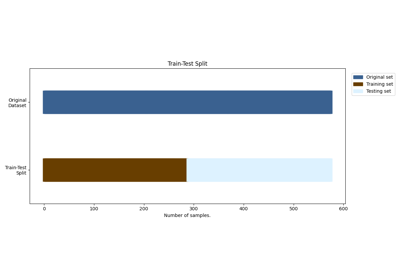 Train-Test Split
Original set
Training set
Testing set
Original
Dataset
Train-Test
Split
0
100
200
300
400
500
600
Number of samples.